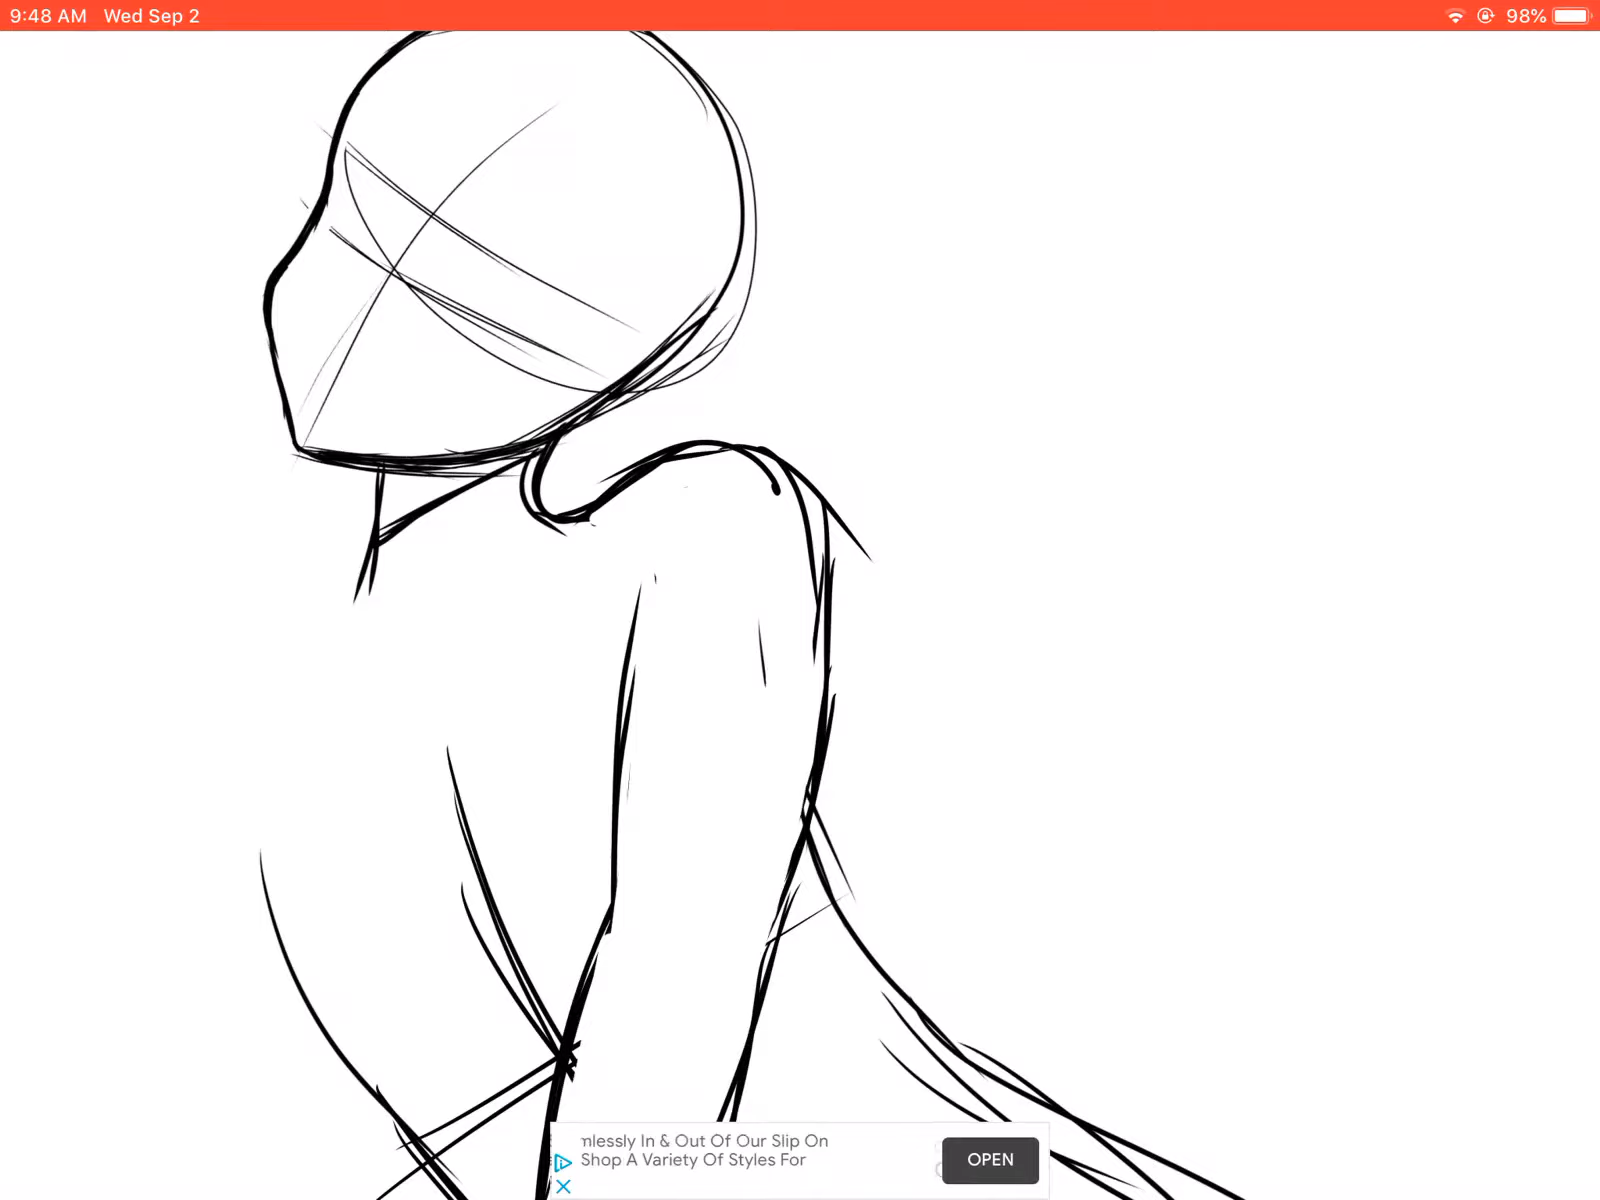 9:48 AM Wed Sep 2 98%
In & Out Of Our Slip On
Shop A Variety Of Styles For
OPEN